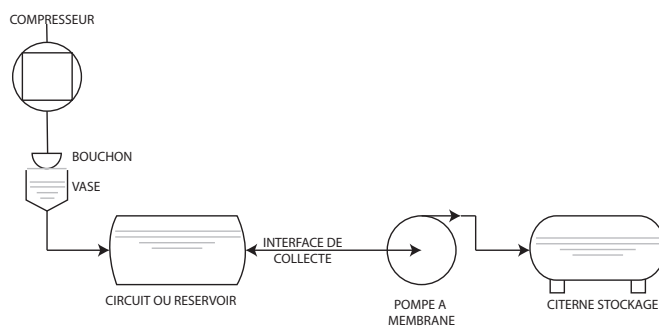 COMPRESSEUR
BOUCHON
VASE
INTERFACE DE
COLLECTE
CIRCUIT OU RESERVOIR
POMPE A
MEMBRANE
CITERNE STOCKAGE